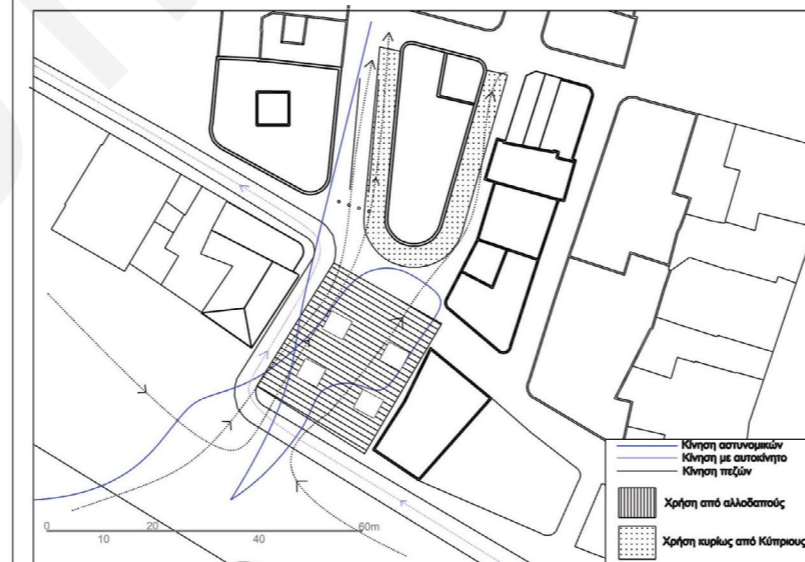 0 20 60m
10 40
Κίνηση αστυνομικών
Κίνηση με αυτοκίνητο
Κίνηση πεζών
Χρήση από αλλοδαπούς
Χρήση κυρίως από Κύπριους